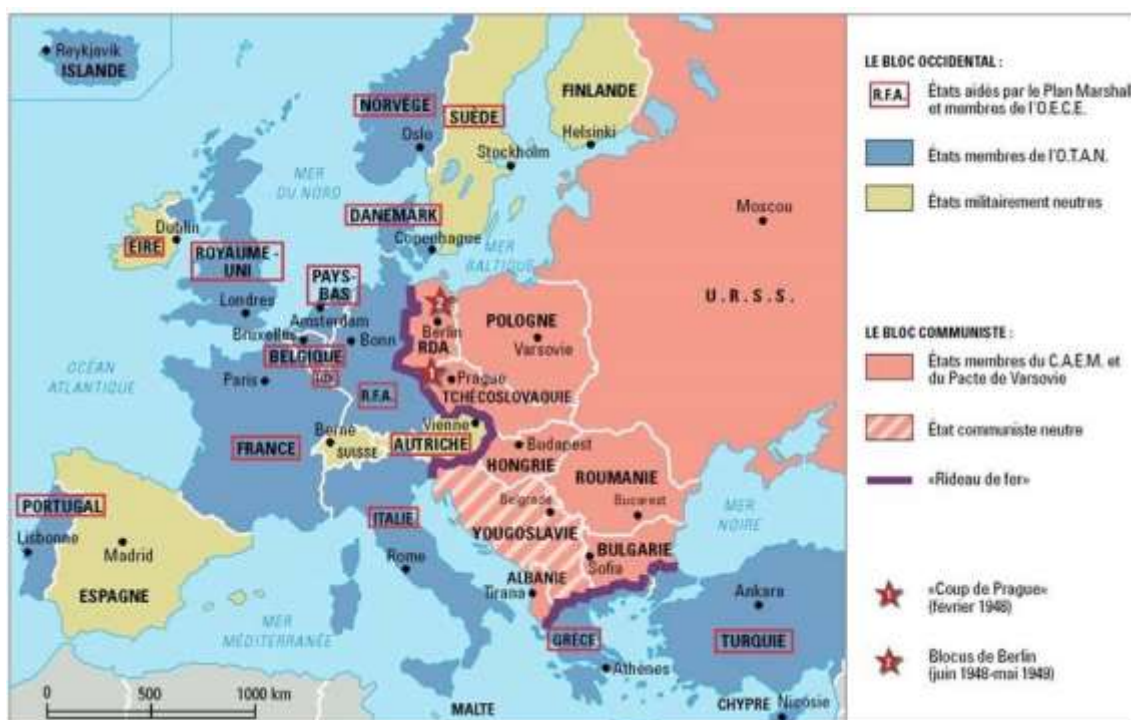 Reykjavik
ISLANDE
NORVÈGE
Oslo
SUÈDE
Stockholm
FINLANDE
Helsinki
MER
DU NORD
Moscou
Dublin
EIRE
ROYAUME-
UNI
Londres
DANEMARK
Copenhague
MER
BALTIQUE
PAYS-
BAS
Amsterdam
Bruxelles
BELGIQUE
Bonn
Berlin
RDA
2
POLOGNE
Varsovie
U.R.S.S.
OCÉAN
ATLANTIQUE
Paris
R.F.A.
1
Prague
TCHÉCOSLOVAQUIE
FRANCE
Berne
SUISSE
Vienne
AUTRICHE
Budapest
HONGRIE
ROUMANIE
Bucarest
Belgrade
YOUGOSLAVIE
BULGARIE
Sofia
MER
NOIRE
PORTUGAL
Lisbonne
Madrid
ESPAGNE
ITALIE
Rome
ALBANIE
Tirana
Ankara
TURQUIE
GRÈCE
Athènes
MER
MÉDITERRANÉE
0 500 1000 km
MALTE
CHYPRE
Nicosie
LE BLOC OCCIDENTAL :
R.F.A.
États aidés par le Plan Marshall
et membres de l'O.E.C.E.
États membres de l'O.T.A.N.
États militairement neutres
LE BLOC COMMUNISTE :
États membres du C.A.E.M. et
du Pacte de Varsovie
État communiste neutre
«Rideau de fer»
1
«Coup de Prague»
(février 1948)
Blocus de Berlin
(juin 1948-mai 1949)